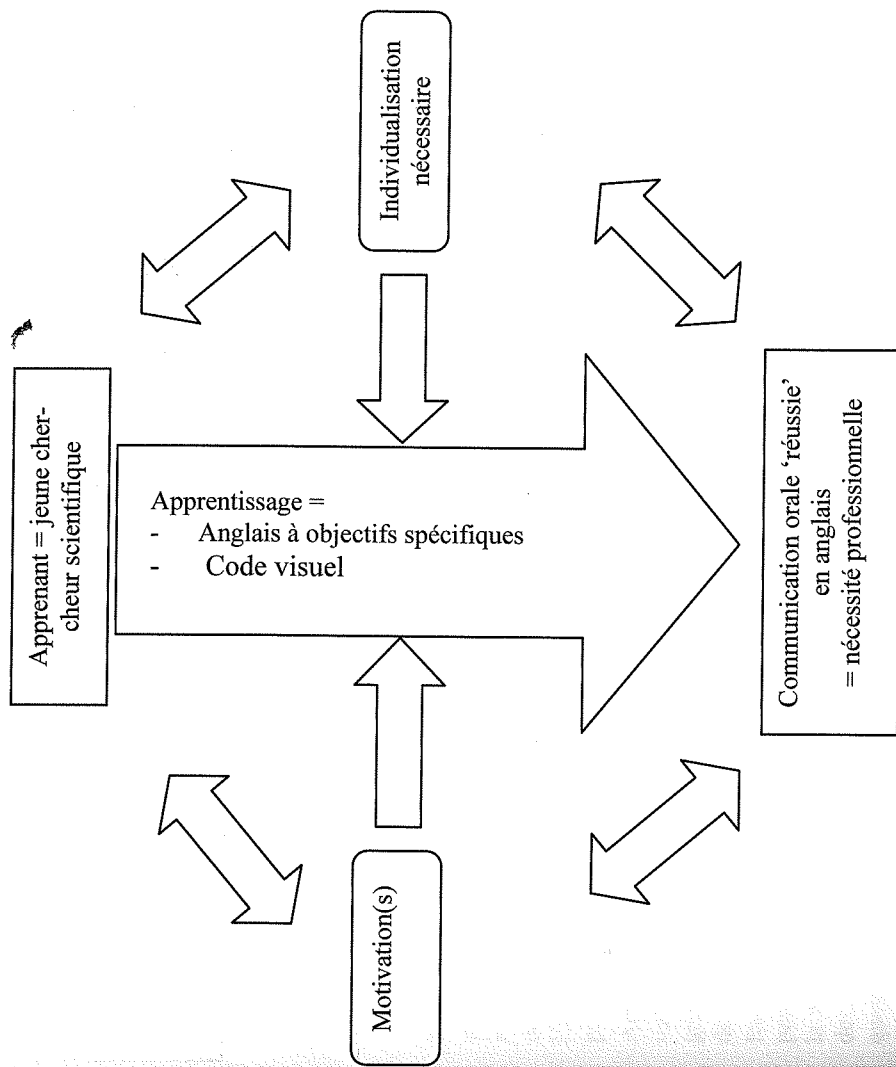 Apprenant = jeune cher-
cheur scientifique
Motivation(s)
Apprentissage =
- Anglais à objectifs spécifiques
- Code visuel
Individualisation
nécessaire
Communication orale ‘réussie’
en anglais
= nécessité professionnelle